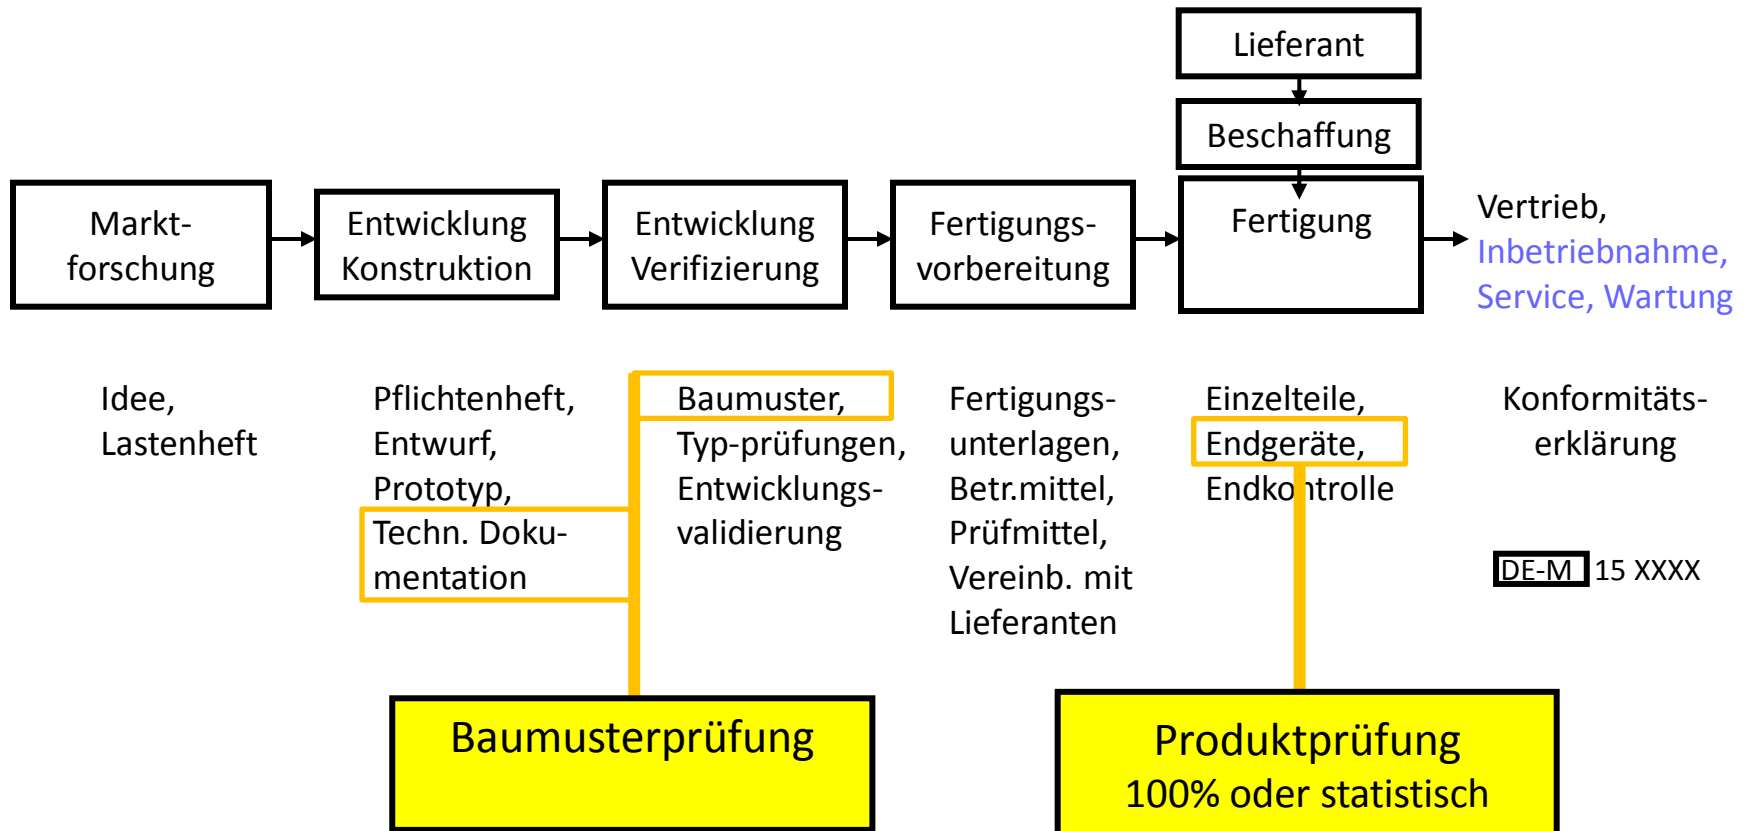 Lieferant
Beschaffung
Markt-
forschung
Entwicklung
Konstruktion
Entwicklung
Verifizierung
Fertigungs-
vorbereitung
Fertigung
Vertrieb,
Inbetriebnahme,
Service, Wartung
Idee,
Lastenheft
Pflichtenheft,
Entwurf,
Prototyp,
Techn. Doku-
mentation
Baumuster,
Typ-prüfungen,
Entwicklungs-
validierung
Fertigungs-
unterlagen,
Betr.mittel,
Prüfmittel,
Vereinb. mit
Lieferanten
Einzelteile,
Endgeräte,
Endkontrolle
Konformitäts-
erklärung
DE-M 15 XXXX
Baumusterprüfung
Produktprüfung
100% oder statistisch